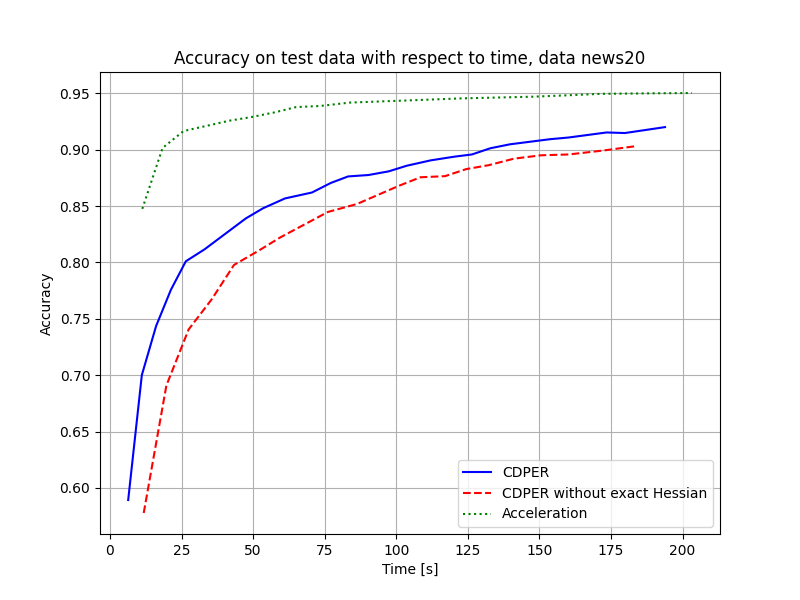 Accuracy on test data with respect to time, data news20
0.95
0.90
0.85
0.80
0.75
0.70
0.65
0.60
Accuracy
CDPER
CDPER without exact Hessian
Acceleration
0 25 50 75 100 125 150 175 200
Time [s]